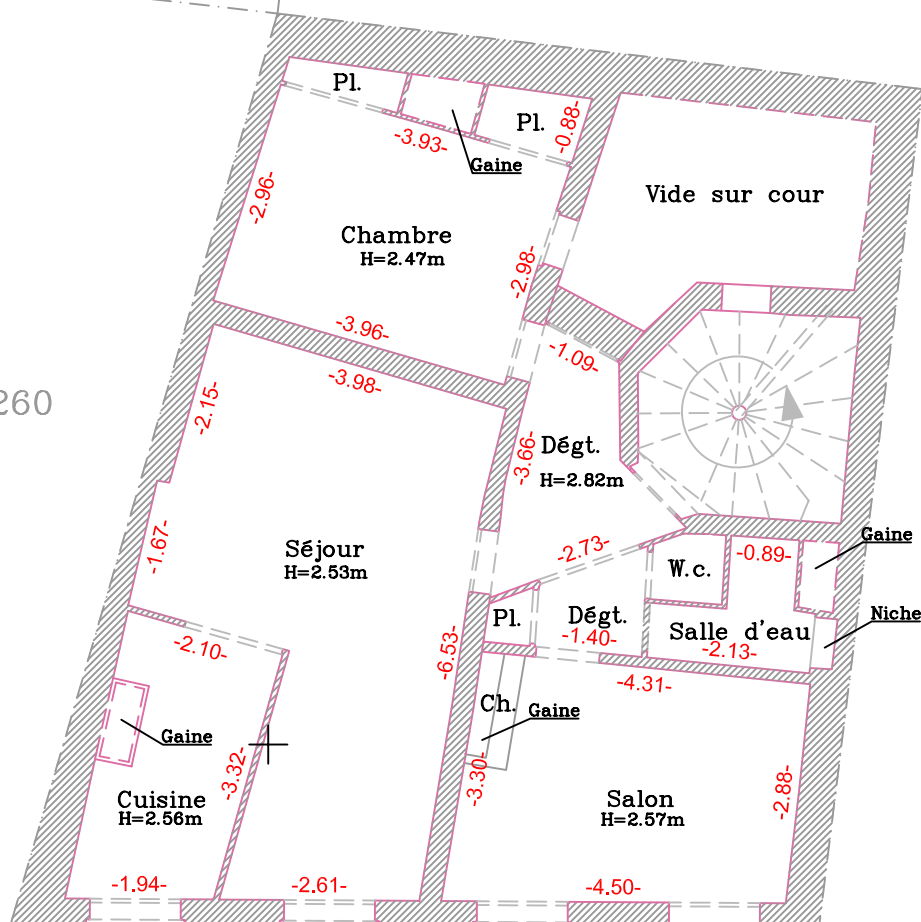 Pl.
-3.93-
Pl.
-0.88-
Gaine
-2.96-
Vide sur cour
Chambre
H=2.47m
-2.98-
-3.96-
-1.09-
-3.98-
260
-2.15-
Dégt.
-3.66-
H=2.82m
-1.67-
Séjour
H=2.53m
-2.73-
-0.89-
Gaine
W.c.
Pl.
Dégt.
-1.40-
Salle d'eau
Niche
-2.13-
-2.10-
-6.53-
-4.31-
Ch.
Gaine
Gaine
-3.32-
-3.30-
-2.88-
Cuisine
H=2.56m
Salon
H=2.57m
-1.94-
-2.61-
-4.50-